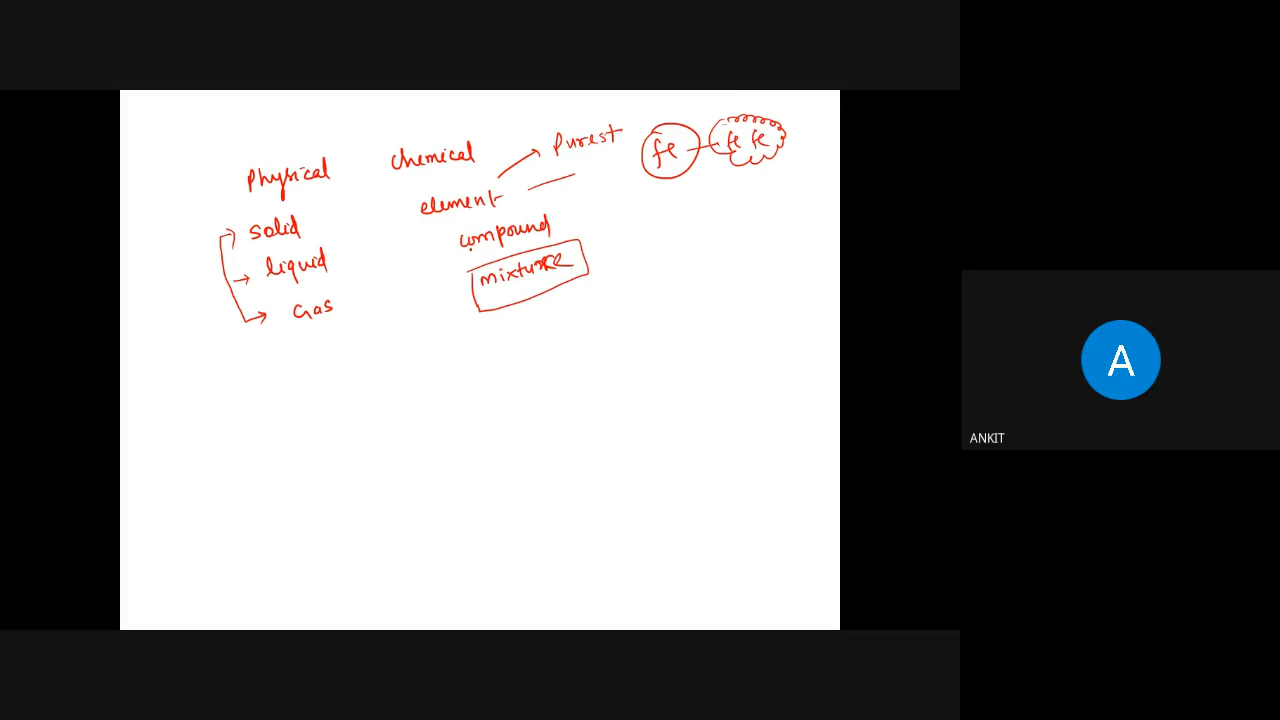 Physical
solid
liquid
Gas
chemical
element
compound
mixture
Purest
fe
fe fe
A
ANKIT